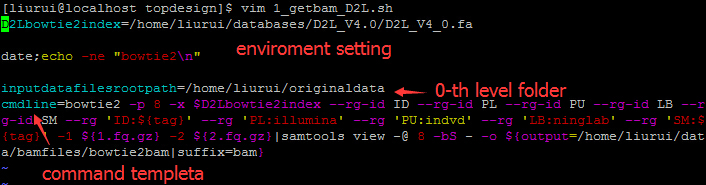 [liurui@localhost topdesign]$ vim 1_getbam_D2L.sh
D2Lbowtie2index=/home/liurui/databases/D2L_V4.0/D2L_V4_0.fa
enviroment setting
date;echo -ne "bowtie2\n"
inputdatafilesrootpath=/home/liurui/originaldata
0-th level folder
cmdline=bowtie2 -p 8 -x $D2Lbowtie2index --rg-id ID --rg-id PL --rg-id PU --rg-id LB --r
g-id SM --rg 'ID:${tag}' --rg 'PL:illumina' --rg 'PU:indvd' --rg 'LB:ninglab' --rg 'SM:$
{tag}' -1 ${1.fq.gz} -2 ${2.fq.gz}|samtools view -@ 8 -bS - -o ${output=/home/liurui/dat
a/bamfiles/bowtie2bam|suffix=bam}
~
command templeta
~